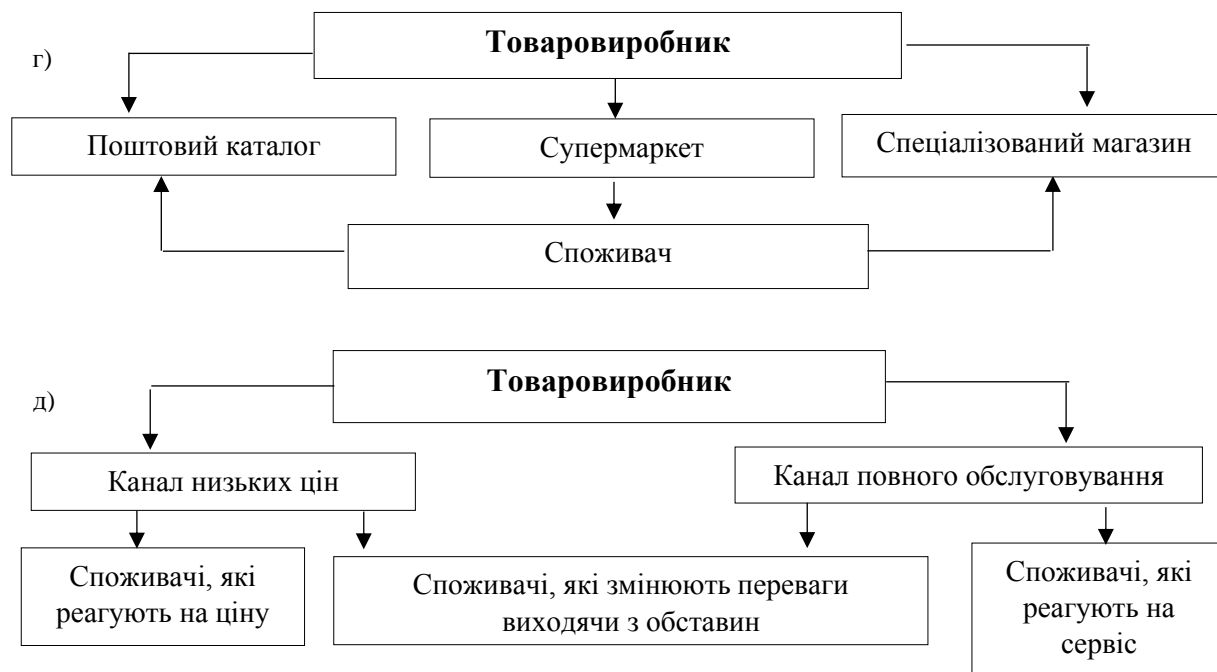 г)
Товаровиробник
Поштовий каталог
Супермаркет
Спеціалізований магазин
Споживач
д)
Товаровиробник
Канал низьких цін
Канал повного обслуговування
Споживачі, які
реагують на ціну
Споживачі, які змінюють переваги
виходячи з обставин
Споживачі, які
реагують на
сервіс